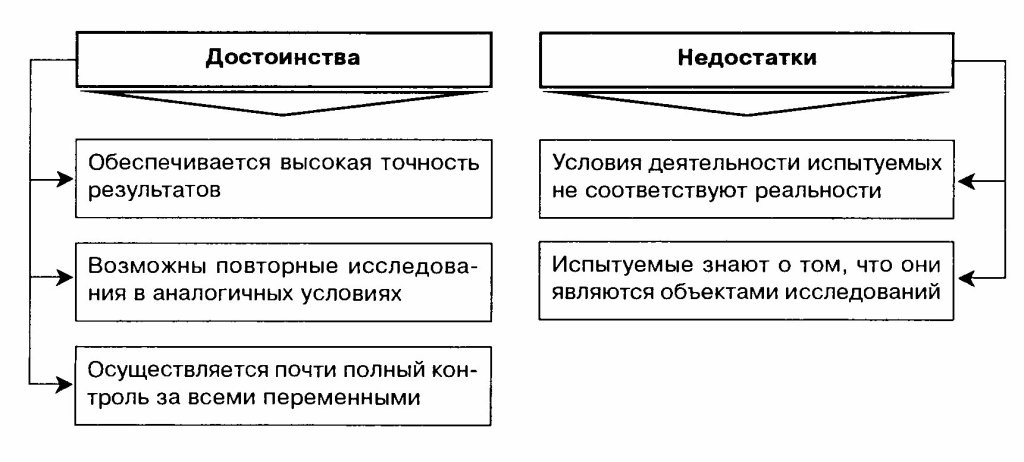 Достоинства
Обеспечивается высокая точность
результатов
Возможны повторные исследова-
ния в аналогичных условиях
Осуществляется почти полный кон-
троль за всеми переменными
Недостатки
Условия деятельности испытуемых
не соответствуют реальности
Испытуемые знают о том, что они
являются объектами исследований